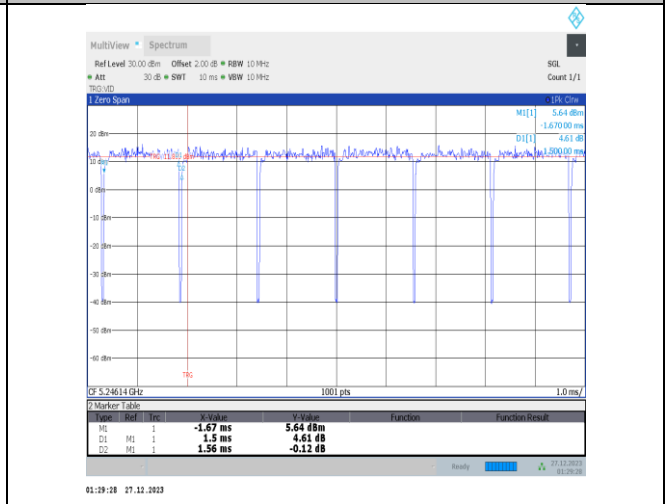 MultiView Spectrum
Ref Level 30.00 dBm Offset 2.00 dB RBW 10 MHz SGL
Att 30 dB SWT 10 ms VBW 10 MHz Count 1/1
TRG:VID
1 Zero Span 1Pk Clrw
M1[1] 5.64 dBm
-1.670 00 ms
20 dBm D1[1] 4.61 dB
1.500 00 ms
10 dBm
0 dBm
-10 dBm
-20 dBm
-30 dBm
-40 dBm
-50 dBm
-60 dBm
TRG
CF 5.24614 GHz 1001 pts 1.0 ms/
2 Marker Table
Type Ref Trc X-Value Y-Value Function Function Result
M1 1 -1.67 ms 5.64 dBm
D1 M1 1 1.5 ms 4.61 dB
D2 M1 1 1.56 ms -0.12 dB
Ready 27.12.2023
01:29:28
01:29:28 27.12.2023